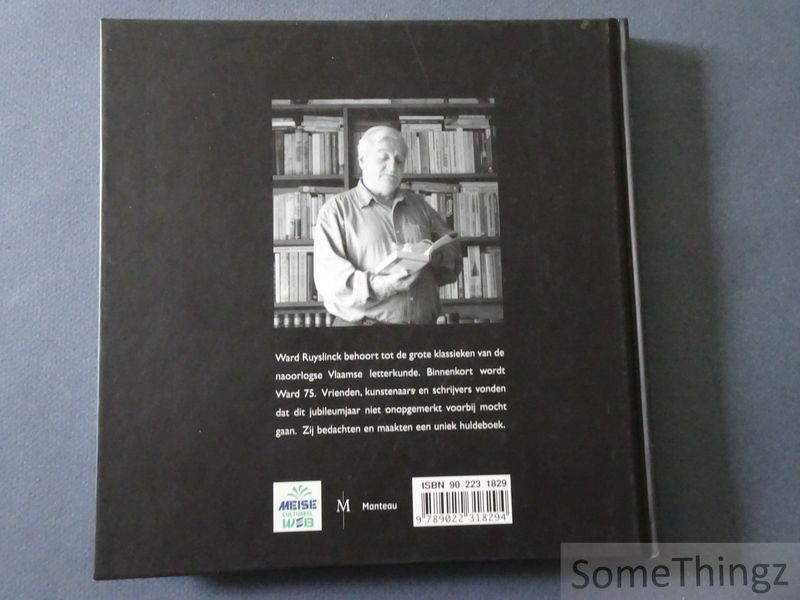 Ward Ruyslinck behoort tot de grote klassieken van de
naoorlogse Vlaamse letterkunde. Binnenkort wordt
Ward 75. Vrienden, kunstenaars en schrijvers vonden
dat dit jubileumjaar niet onopgemerkt voorbij mocht
gaan. Zij bedachten en maakten een uniek huldeboek.
MEISE
CULTUREEL
WEB
M
Manteau
ISBN 90 223 1829
9 789022 318294
SomeThingz